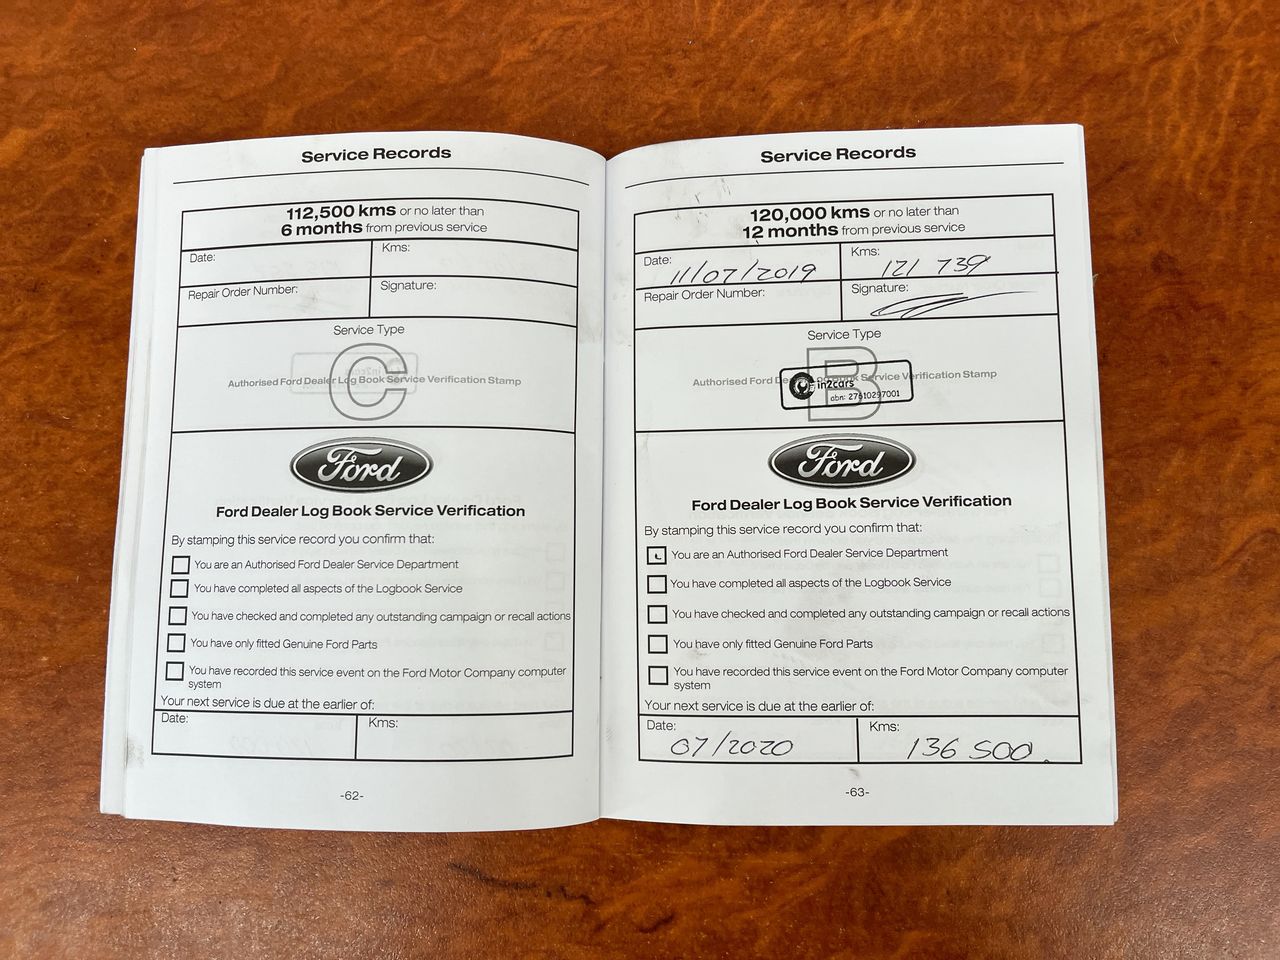 Service Records
112,500 kms or no later than
6 months from previous service
Date:
Kms:
Repair Order Number:
Signature:
Service Type
C
Authorised Ford Dealer Log Book Service Verification Stamp
Ford
Ford Dealer Log Book Service Verification
By stamping this service record you confirm that:
You are an Authorised Ford Dealer Service Department
You have completed all aspects of the Logbook Service
You have checked and completed any outstanding campaign or recall actions
You have only fitted Genuine Ford Parts
You have recorded this service event on the Ford Motor Company computer
system
Your next service is due at the earlier of:
Date:
Kms:
-62-
Service Records
120,000 kms or no later than
12 months from previous service
Date: 11/07/2019
Kms: 121 739
Repair Order Number:
Signature:
Service Type
B
Authorised Ford Dealer Log Book Service Verification Stamp
in2cars
abn: 27610297001
Ford
Ford Dealer Log Book Service Verification
By stamping this service record you confirm that:
You are an Authorised Ford Dealer Service Department
You have completed all aspects of the Logbook Service
You have checked and completed any outstanding campaign or recall actions
You have only fitted Genuine Ford Parts
You have recorded this service event on the Ford Motor Company computer
system
Your next service is due at the earlier of:
Date: 07/2020
Kms: 136 500.
-63-